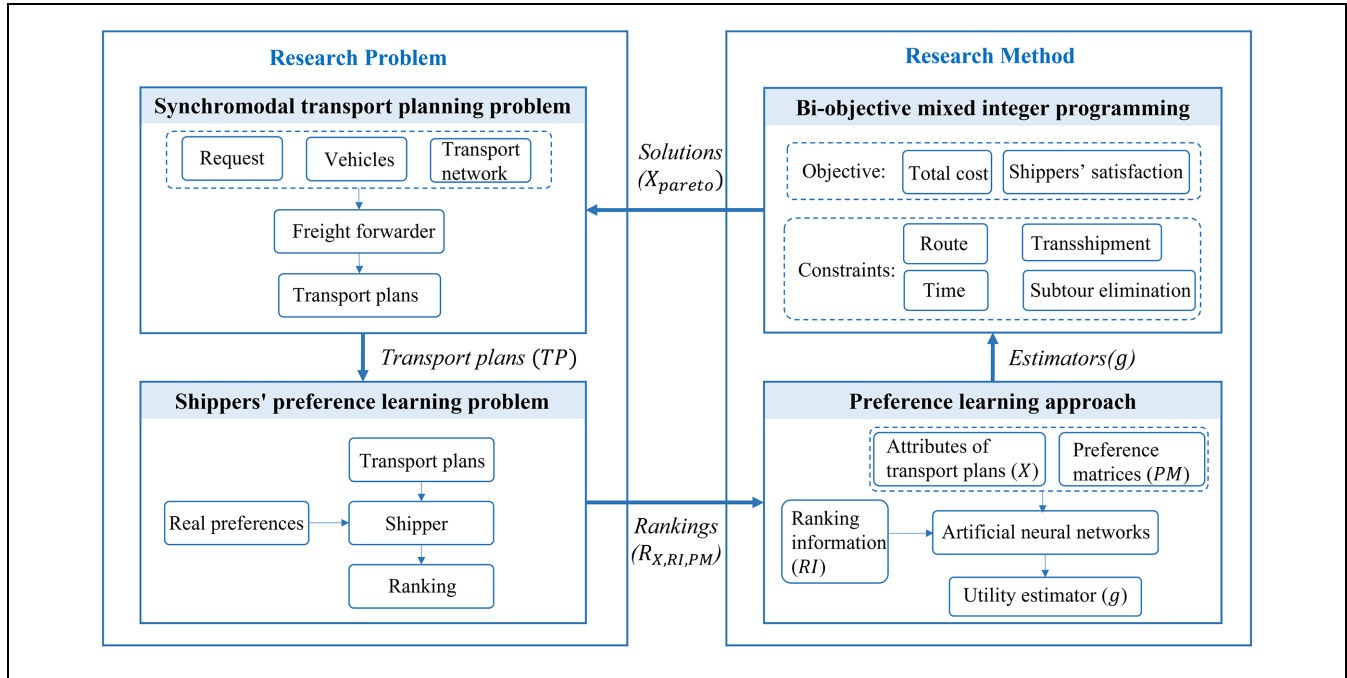 Research Problem
Synchromodal transport planning problem
Request
Vehicles
Transport
network
Freight forwarder
Transport plans
Transport plans (TP)
Shippers' preference learning problem
Transport plans
Real preferences
Shipper
Ranking
Solutions
(X_pareto)
Rankings
(R_X,RI,PM)
Research Method
Bi-objective mixed integer programming
Objective:
Total cost
Shippers’ satisfaction
Constraints:
Route
Transshipment
Time
Subtour elimination
Estimators(g)
Preference learning approach
Attributes of
transport plans (X)
Preference
matrices (PM)
Ranking
information
(RI)
Artificial neural networks
Utility estimator (g)